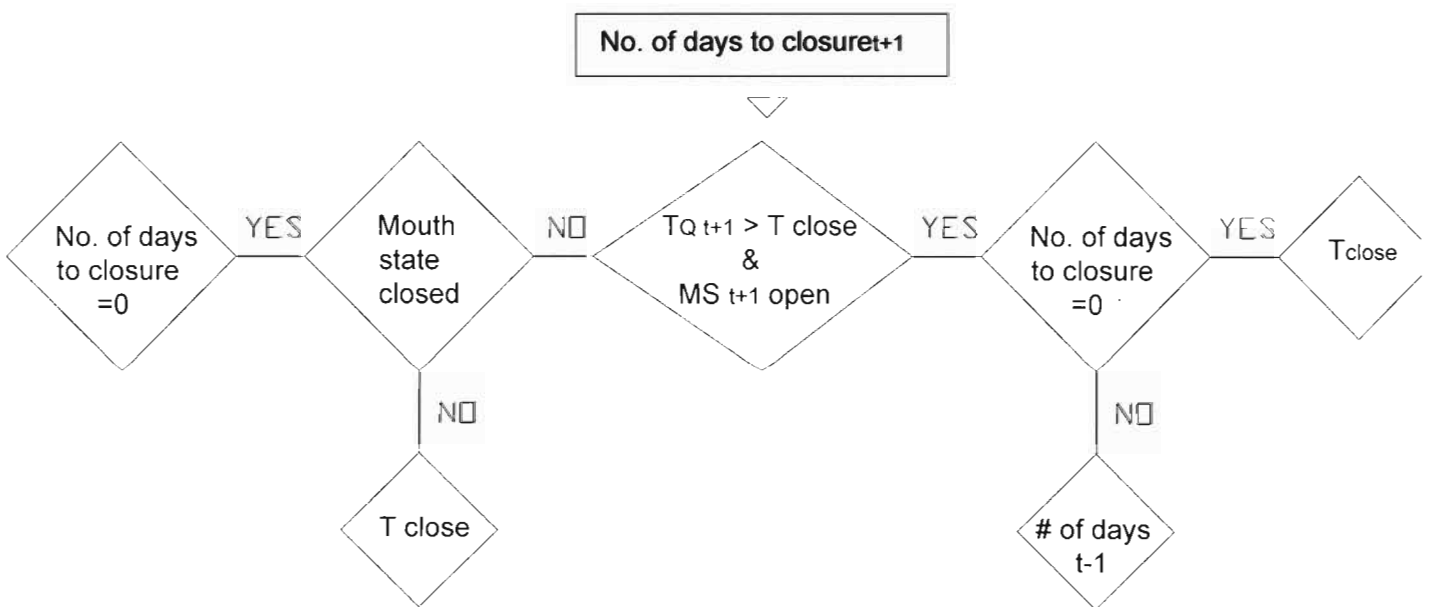 No. of days to closuret+1
No. of days
to closure
=0
YES
Mouth
state
closed
NO
TQ t+1 > T close
&
MS t+1 open
YES
No. of days
to closure
=0
YES
Tclose
NO
T close
NO
# of days
t-1